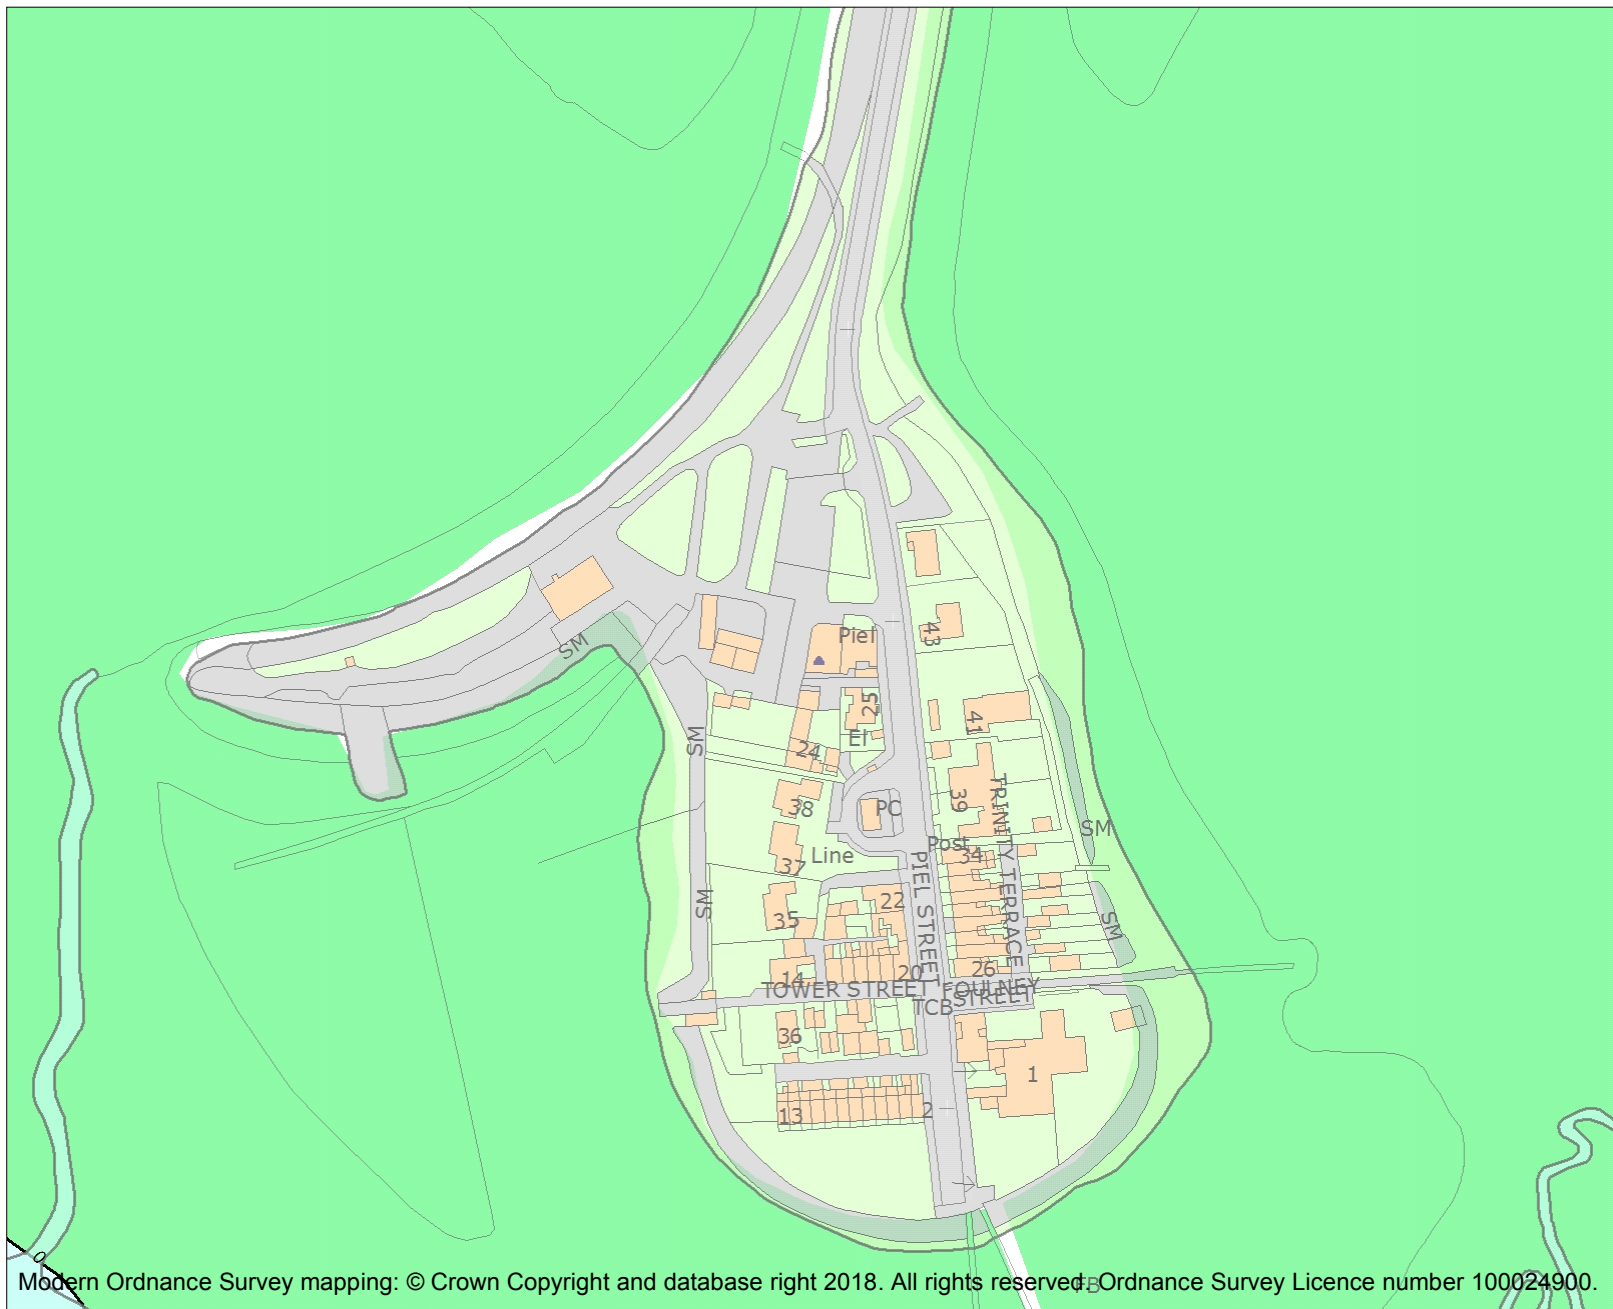 Piel
43
SM
25
41
SM
El
24
TRINITY TERRACE
39
38
PC
SM
Post
34
Line
37
PIEL STREET
22
SM
35
SM
26
20
14
TOWER STREET
FOULNEY
STREET
TCB
36
1
13
2
0
FB
Modern Ordnance Survey mapping: © Crown Copyright and database right 2018. All rights reserved. Ordnance Survey Licence number 100024900.